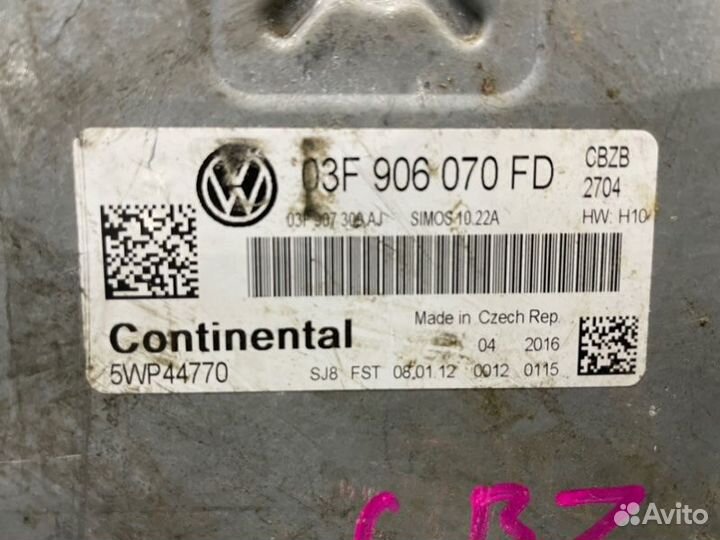 03F 906 070 FD
CBZB
2704
03F 907 309 AJ SIMOS 10.22A
HW: H10
Continental
Made in Czech Rep.
04 2016
5WP44770
SJ8 FST 08.01.12 0012 0115
CBZ
Avito